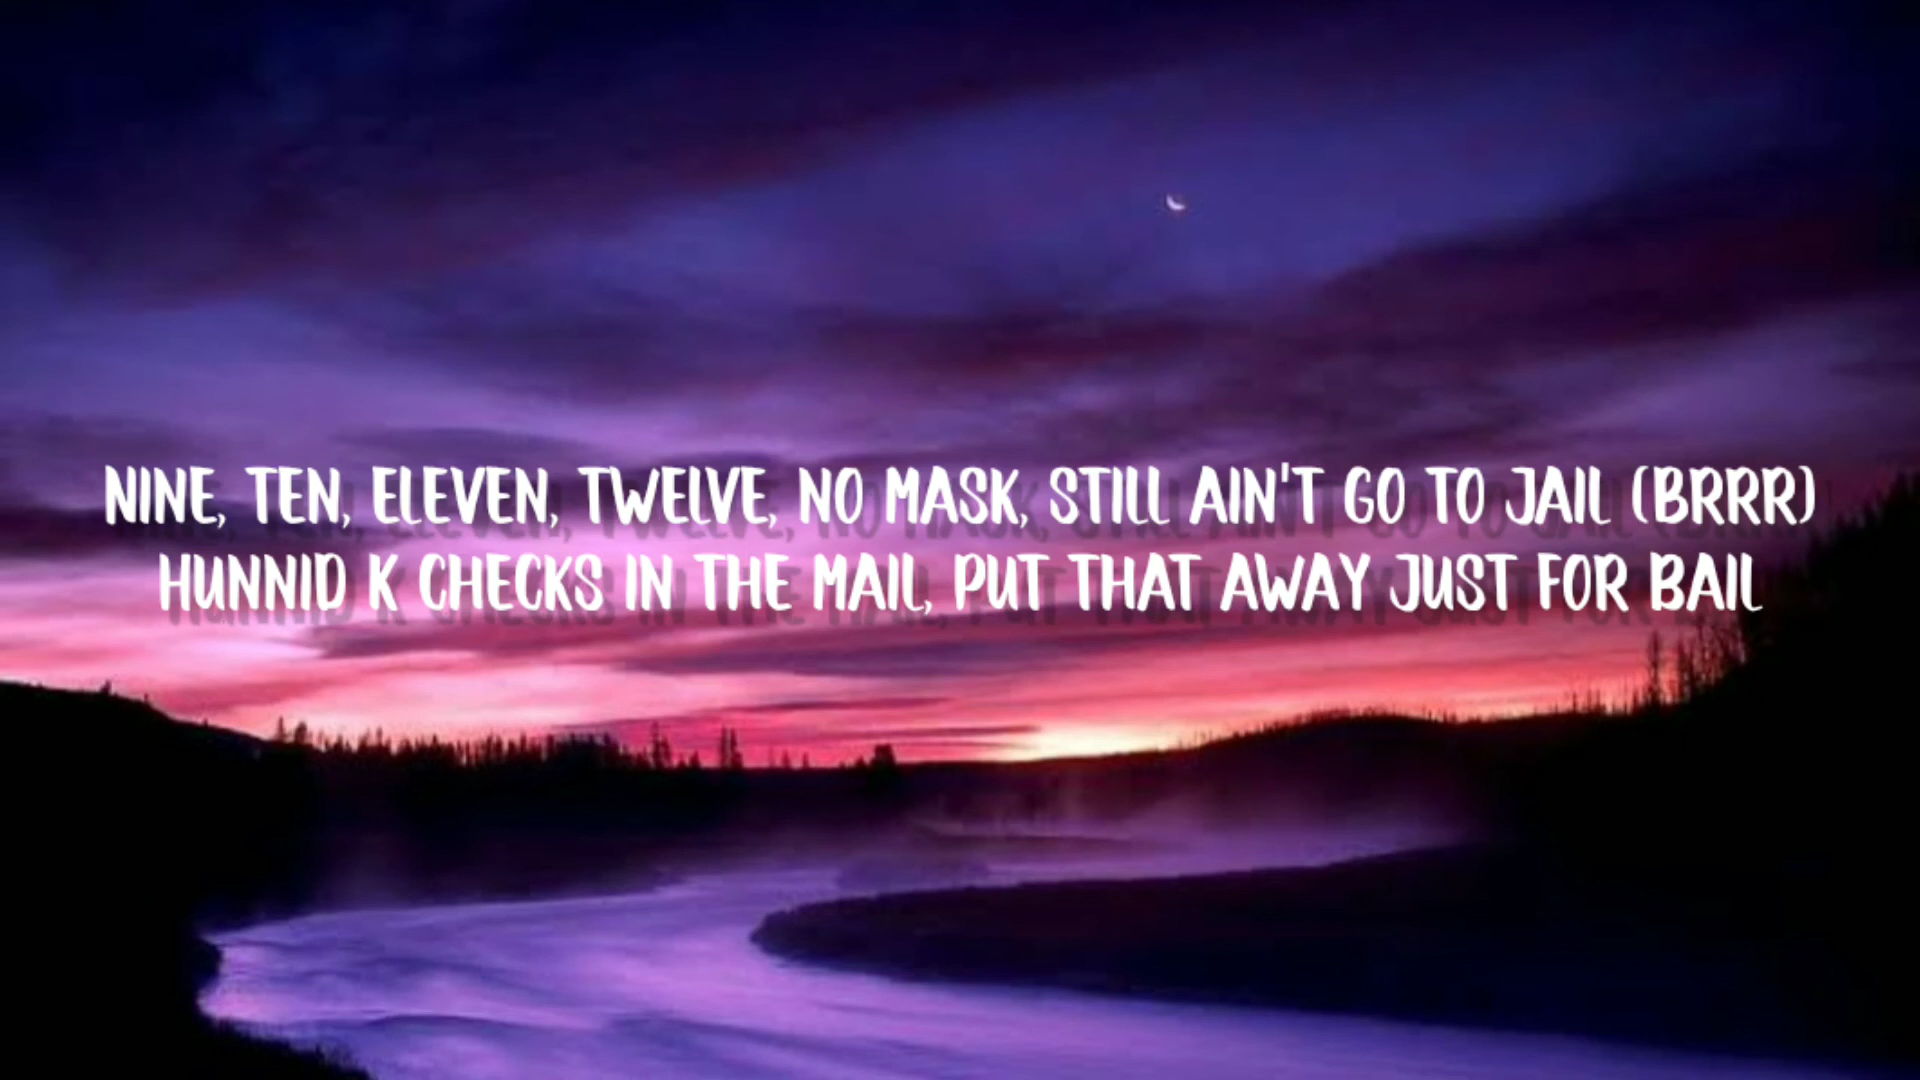 NINE, TEN, ELEVEN, TWELVE, NO MASK, STILL AIN'T GO TO JAIL (BRRR)
HUNNID K CHECKS IN THE MAIL, PUT THAT AWAY JUST FOR BAIL